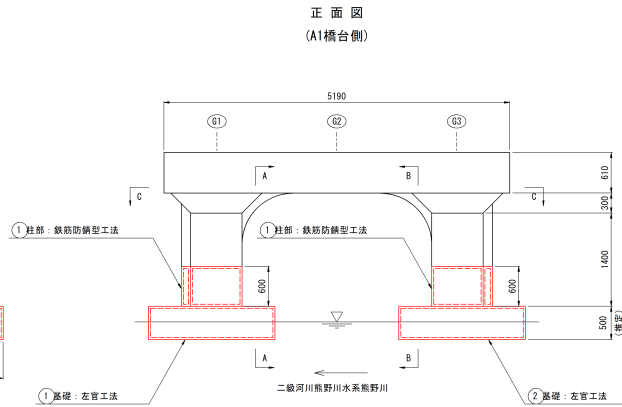 正面図
(A1橋台側)
5190
G1
G2
G3
A
B
C
C
610
300
1400
500
(推定)
① 柱部：鉄筋防錆型工法
① 柱部：鉄筋防錆型工法
600
600
A
B
二級河川熊野川水系熊野川
① 基礎：左官工法
② 基礎：左官工法